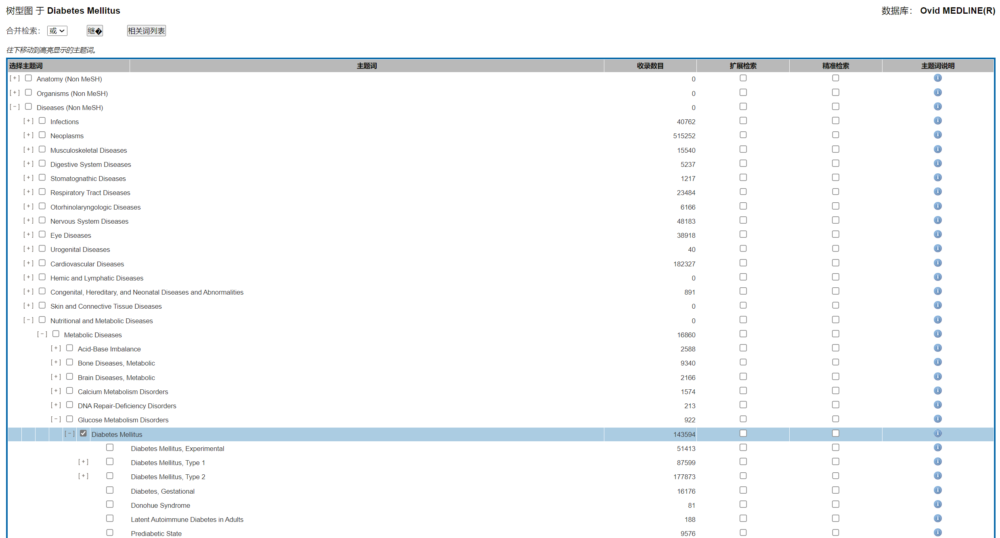 树型图 于 Diabetes Mellitus 数据库： Ovid MEDLINE(R)
合并检索： 或 继� 相关词列表
往下移动到高亮显示的主题词。
选择主题词 主题词 收录数目 扩展检索 精准检索 主题词说明
[+] Anatomy (Non MeSH) 0
[+] Organisms (Non MeSH) 0
[-] Diseases (Non MeSH) 0
[+] Infections 40762
[+] Neoplasms 515252
[+] Musculoskeletal Diseases 15540
[+] Digestive System Diseases 5237
[+] Stomatognathic Diseases 1217
[+] Respiratory Tract Diseases 23484
[+] Otorhinolaryngologic Diseases 6166
[+] Nervous System Diseases 48183
[+] Eye Diseases 38918
[+] Urogenital Diseases 40
[+] Cardiovascular Diseases 182327
[+] Hemic and Lymphatic Diseases 0
[+] Congenital, Hereditary, and Neonatal Diseases and Abnormalities 891
[+] Skin and Connective Tissue Diseases 0
[-] Nutritional and Metabolic Diseases 0
[-] Metabolic Diseases 16860
[+] Acid-Base Imbalance 2588
[+] Bone Diseases, Metabolic 9340
[+] Brain Diseases, Metabolic 2166
[+] Calcium Metabolism Disorders 1574
[+] DNA Repair-Deficiency Disorders 213
[-] Glucose Metabolism Disorders 922
[-] Diabetes Mellitus 143594
Diabetes Mellitus, Experimental 51413
[+] Diabetes Mellitus, Type 1 87599
[+] Diabetes Mellitus, Type 2 177873
Diabetes, Gestational 16176
Donohue Syndrome 81
Latent Autoimmune Diabetes in Adults 188
Prediabetic State 9576